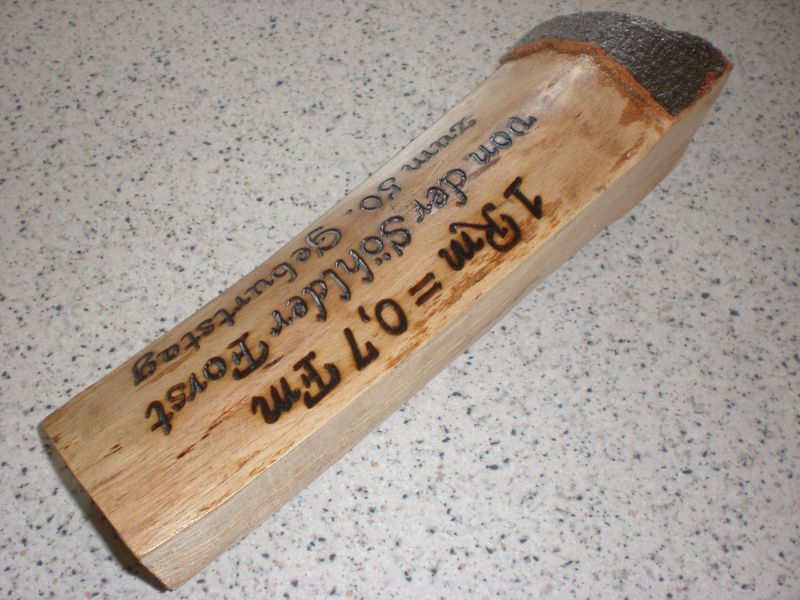 1 Rm = 0,7 Fm
von der Söhlder Forst
zum 50. Geburtstag